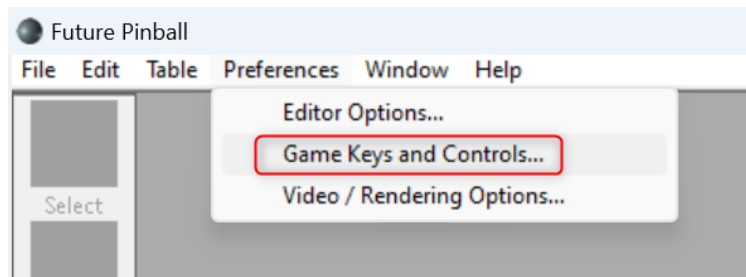 Future Pinball
File Edit Table Preferences Window Help
Editor Options...
Game Keys and Controls...
Video / Rendering Options...
Select